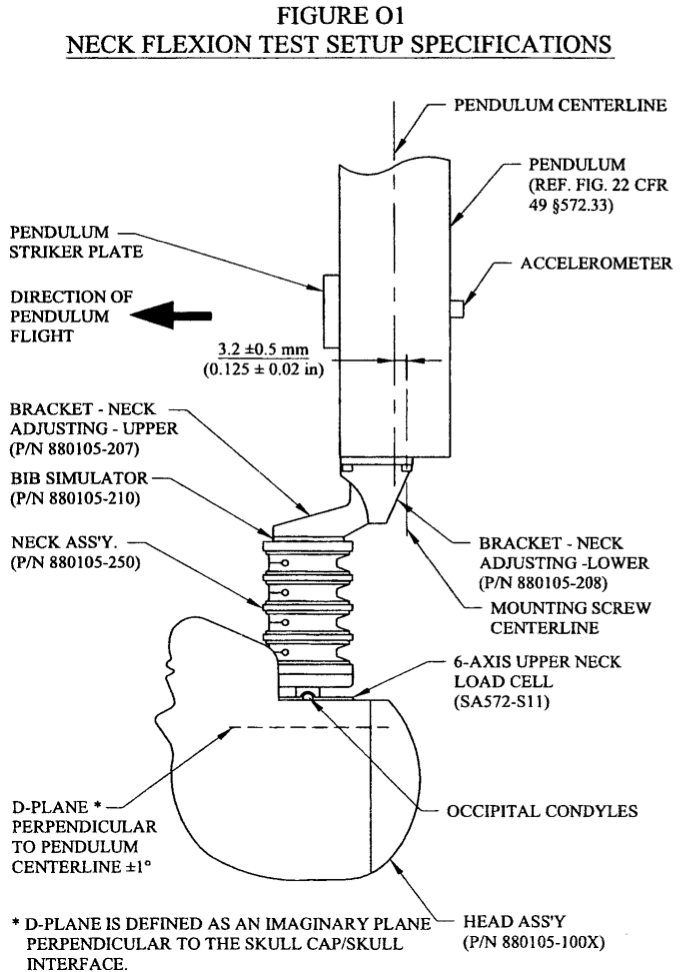 FIGURE O1
NECK FLEXION TEST SETUP SPECIFICATIONS
PENDULUM CENTERLINE
PENDULUM
(REF. FIG. 22 CFR
49 §572.33)
PENDULUM
STRIKER PLATE
ACCELEROMETER
DIRECTION OF
PENDULUM
FLIGHT
3.2 ±0.5 mm
(0.125 ± 0.02 in)
BRACKET - NECK
ADJUSTING - UPPER
(P/N 880105-207)
BIB SIMULATOR
(P/N 880105-210)
NECK ASS'Y.
(P/N 880105-250)
BRACKET - NECK
ADJUSTING -LOWER
(P/N 880105-208)
MOUNTING SCREW
CENTERLINE
6-AXIS UPPER NECK
LOAD CELL
(SA572-S11)
D-PLANE *
PERPENDICULAR
TO PENDULUM
CENTERLINE ±1°
OCCIPITAL CONDYLES
* D-PLANE IS DEFINED AS AN IMAGINARY PLANE
PERPENDICULAR TO THE SKULL CAP/SKULL
INTERFACE.
HEAD ASS'Y
(P/N 880105-100X)